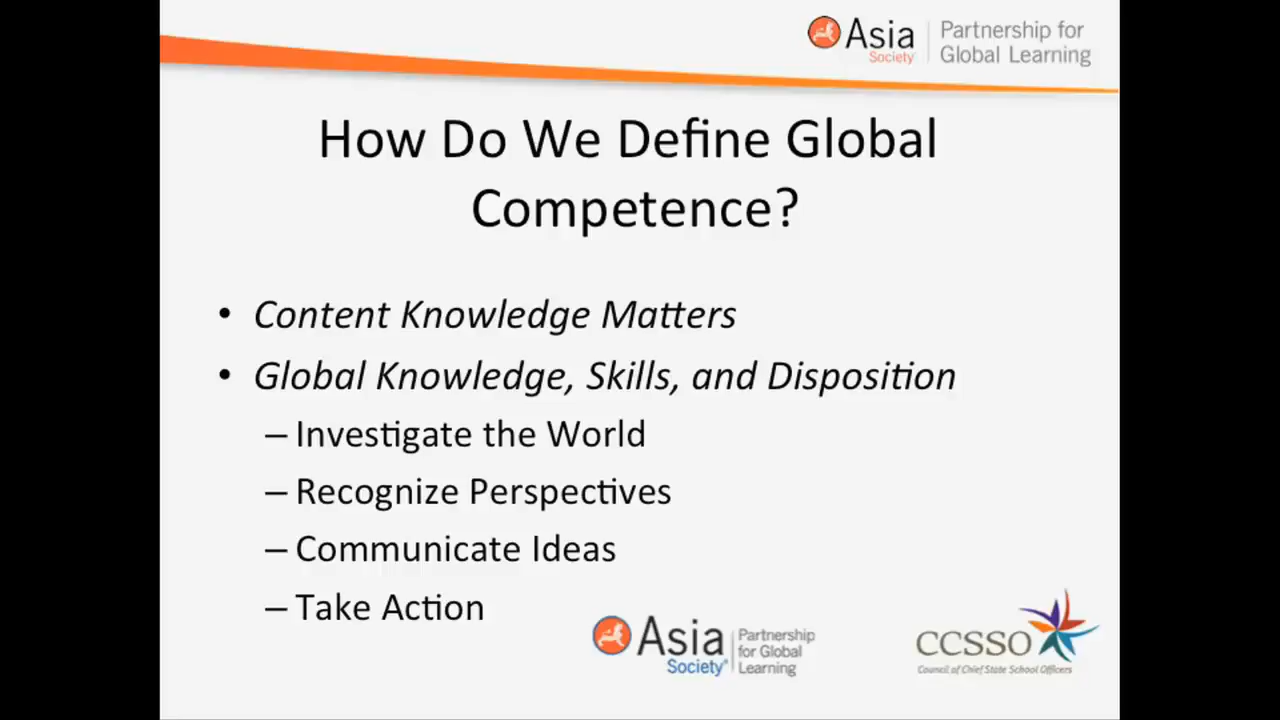 Asia Society Partnership for Global Learning
How Do We Define Global
Competence?
• Content Knowledge Matters
• Global Knowledge, Skills, and Disposition
– Investigate the World
– Recognize Perspectives
– Communicate Ideas
– Take Action
Asia Society Partnership for Global Learning
CCSSO
Council of Chief State School Officers